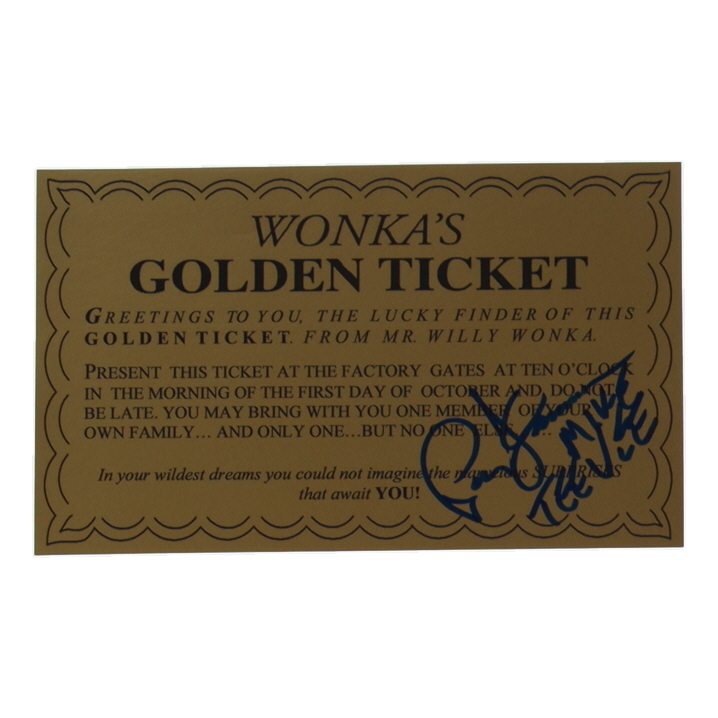 WONKA'S
GOLDEN TICKET
GREETINGS TO YOU, THE LUCKY FINDER OF THIS
GOLDEN TICKET. FROM MR. WILLY WONKA.
PRESENT THIS TICKET AT THE FACTORY GATES AT TEN O'CLOCK
IN THE MORNING OF THE FIRST DAY OF OCTOBER AND, DO NOT
BE LATE. YOU MAY BRING WITH YOU ONE MEMBER OF YOUR
OWN FAMILY... AND ONLY ONE...BUT NO ONE ELSE...
In your wildest dreams you could not imagine the marvelous SURPRISES
that await YOU!
MIKE
TEEVEE